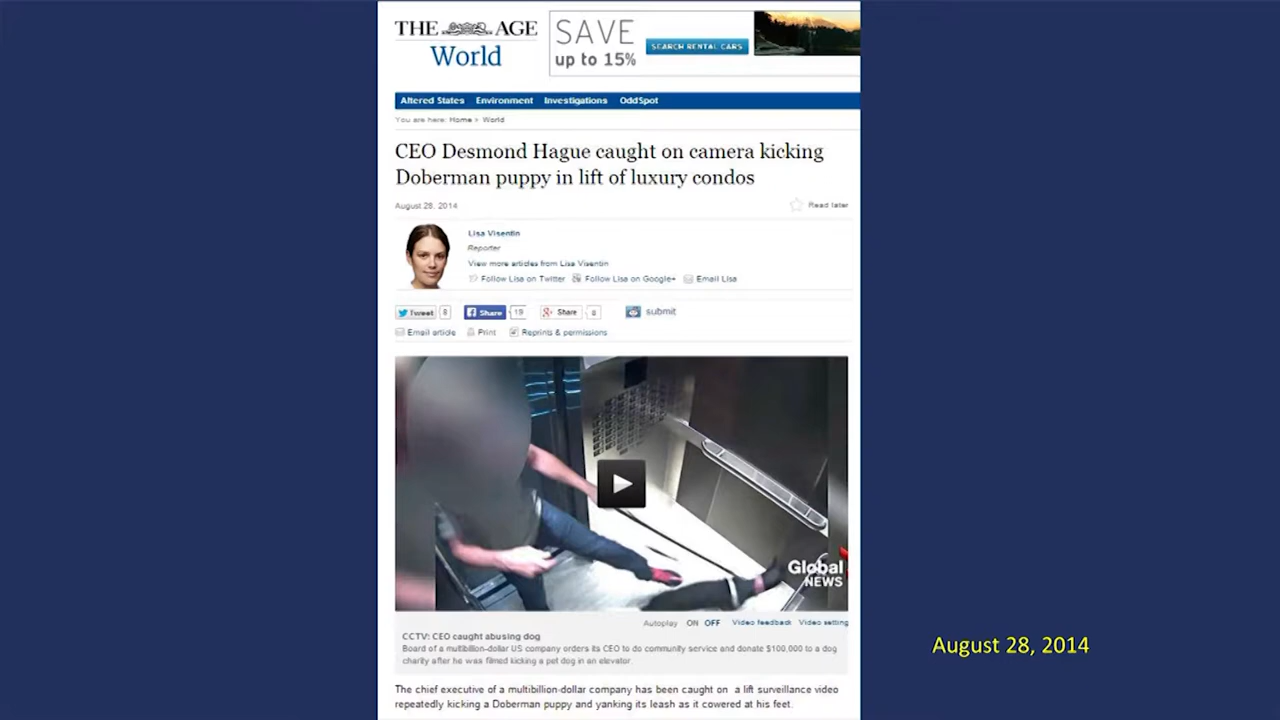 THE AGE
World
SAVE
up to 15%
SEARCH RENTAL CARS
Altered States Environment Investigations OddSpot
You are here: Home > World
CEO Desmond Hague caught on camera kicking
Doberman puppy in lift of luxury condos
August 28, 2014
Read later
Lisa Visentin
Reporter
View more articles from Lisa Visentin
Follow Lisa on Twitter Follow Lisa on Google+ Email Lisa
Tweet 8 Share 19 Share submit
Email article Print Reprints & permissions
Global
NEWS
Autoplay ON OFF Video feedback Video setting
CCTV: CEO caught abusing dog
Board of a multibillion-dollar US company orders its CEO to do community service and donate $100,000 to a dog
charity after he was filmed kicking a pet dog in an elevator.
August 28, 2014
The chief executive of a multibillion-dollar company has been caught on a lift surveillance video
repeatedly kicking a Doberman puppy and yanking its leash as it cowered at his feet.